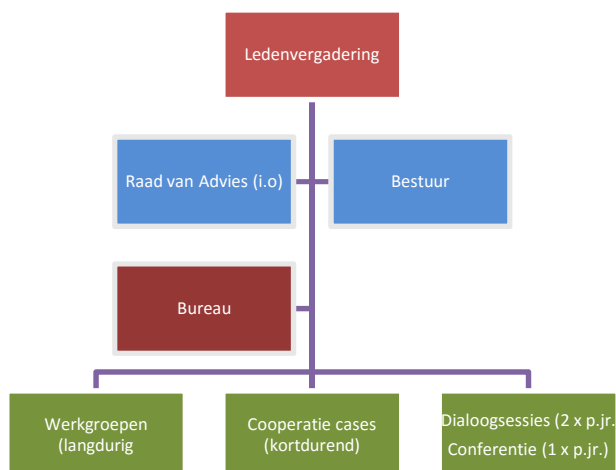 Ledenvergadering
Raad van Advies (i.o)
Bestuur
Bureau
Werkgroepen
(langdurig
Cooperatie cases
(kortdurend)
Dialoogsessies (2 x p.jr.
Conferentie (1 x p.jr.)